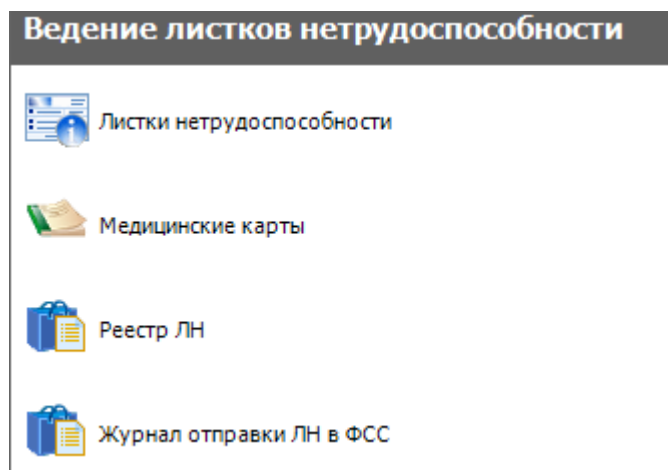 Ведение листков нетрудоспособности
Листки нетрудоспособности
Медицинские карты
Реестр ЛН
Журнал отправки ЛН в ФСС